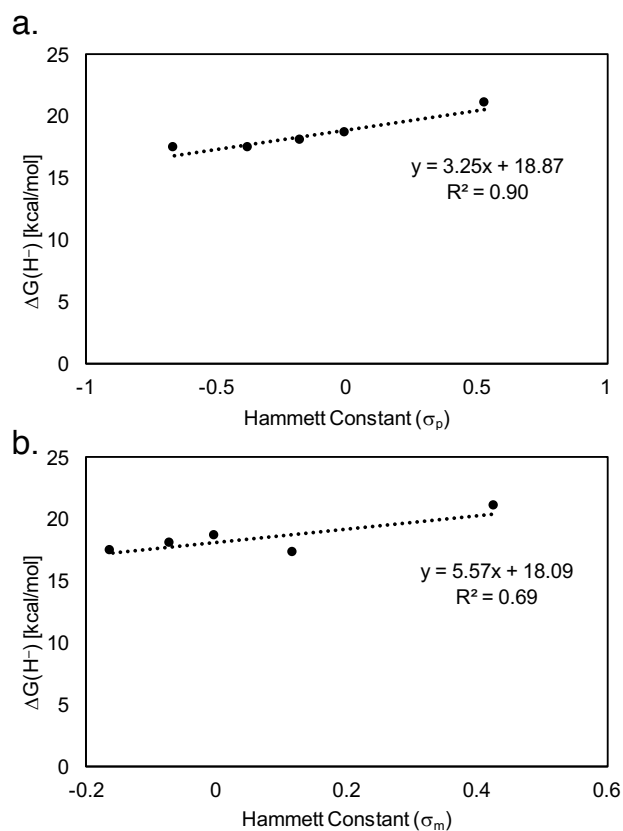 a.
25
20
15
10
5
0
ΔG(H⁻) [kcal/mol]
y = 3.25x + 18.87
R² = 0.90
-1
-0.5
0
0.5
1
Hammett Constant (σp)
b.
25
20
15
10
5
0
ΔG(H⁻) [kcal/mol]
y = 5.57x + 18.09
R² = 0.69
-0.2
0
0.2
0.4
0.6
Hammett Constant (σm)